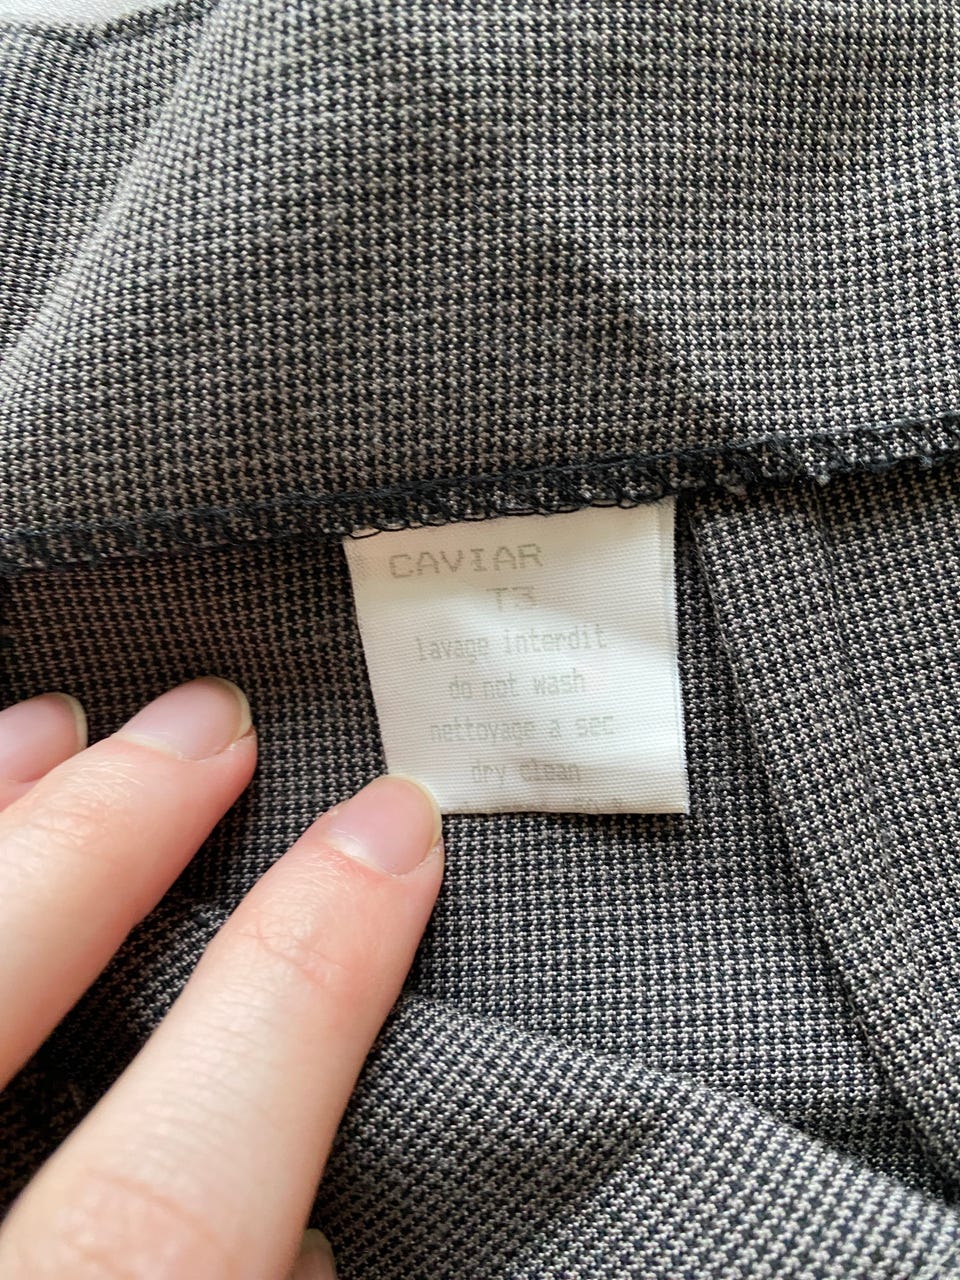 CAVIAR
T3
lavage interdit
do not wash
nettoyage a sec
dry clean